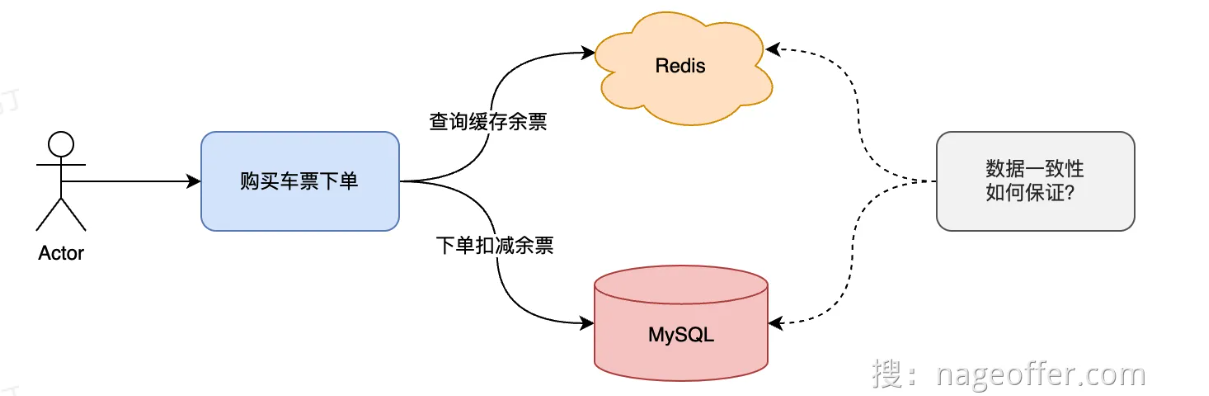 Redis
查询缓存余票
购买车票下单
数据一致性
如何保证?
Actor
下单扣减余票
MySQL
搜：nageoffer.com